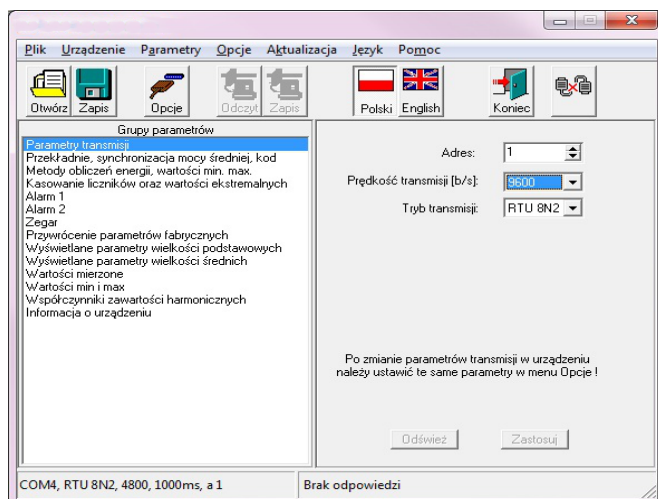 Plik Urządzenie Parametry Opcje Aktualizacja Język Pomoc
Otwórz Zapis Opcje Odczyt Zapis Polski English Koniec
Grupy parametrów
Parametry transmisji
Przekładnie, synchronizacja mocy średniej, kod
Metody obliczeń energii, wartości min. max.
Kasowanie liczników oraz wartości ekstremalnych
Alarm 1
Alarm 2
Zegar
Przywrócenie parametrów fabrycznych
Wyświetlane parametry wielkości podstawowych
Wyświetlane parametry wielkości średnich
Wartości mierzone
Wartości min i max
Współczynniki zawartości harmonicznych
Informacja o urządzeniu
Adres: 1
Prędkość transmisji [b/s]: 9600
Tryb transmisji: RTU 8N2
Po zmianie parametrów transmisji w urządzeniu
należy ustawić te same parametry w menu Opcje !
Odśwież Zastosuj
COM4, RTU 8N2, 4800, 1000ms, a 1 Brak odpowiedzi